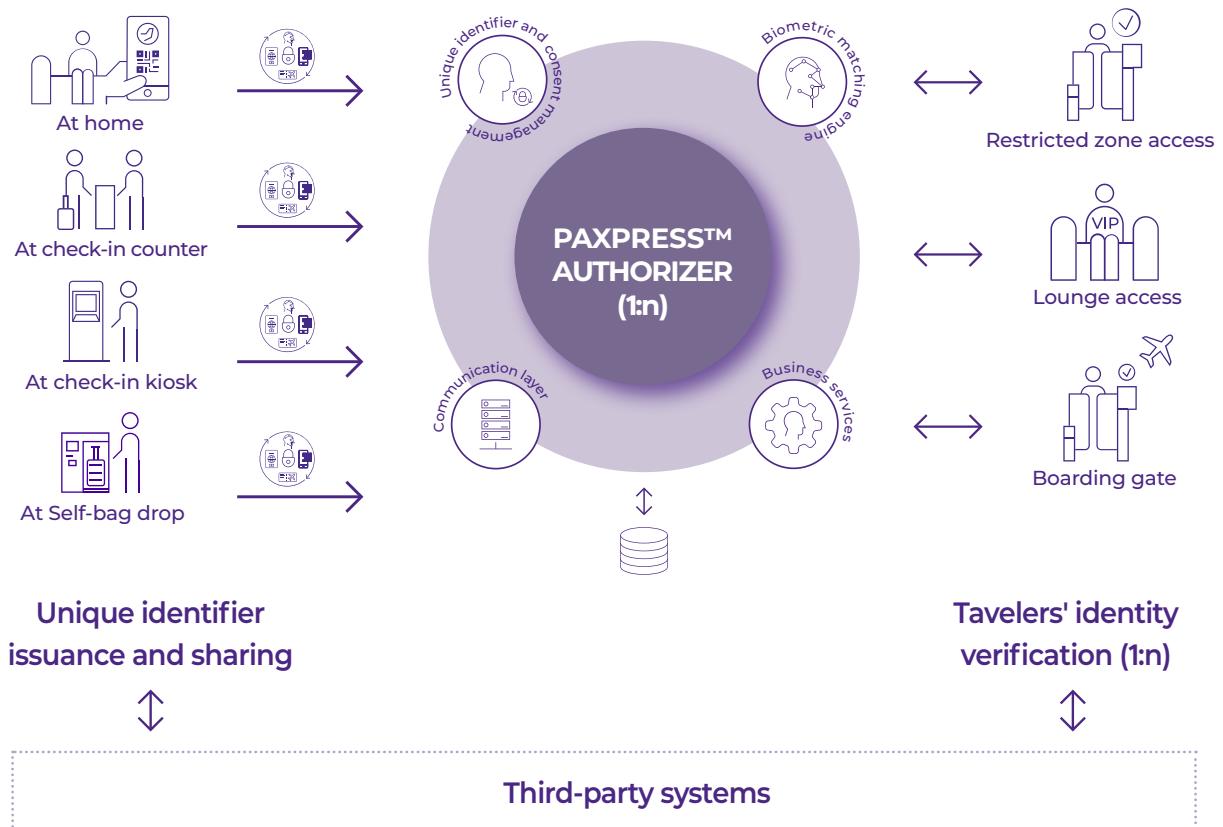 At home
At check-in counter
At check-in kiosk
At Self-bag drop
Unique identifier and consent management
Biometric matching engine
PAXPRESS™
AUTHORIZER
(1:n)
Communication layer
Business services
Restricted zone access
VIP
Lounge access
Boarding gate
Unique identifier
issuance and sharing
Tavelers' identity
verification (1:n)
Third-party systems